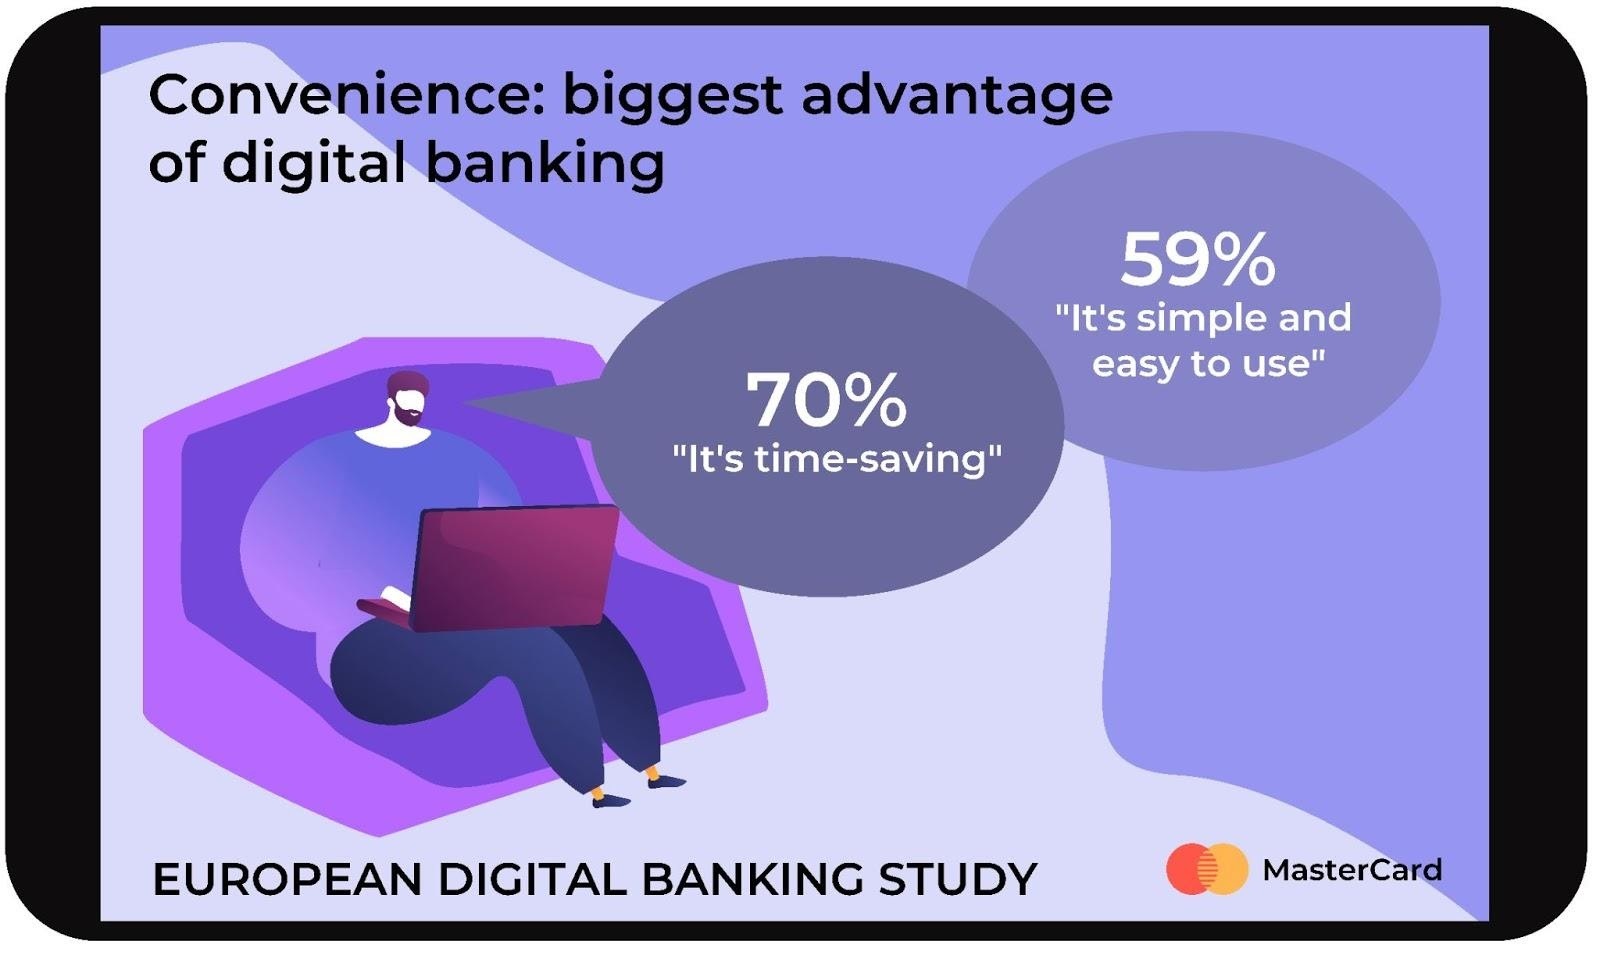 Convenience: biggest advantage
of digital banking
59%
"It's simple and
easy to use"
70%
"It's time-saving"
EUROPEAN DIGITAL BANKING STUDY
MasterCard